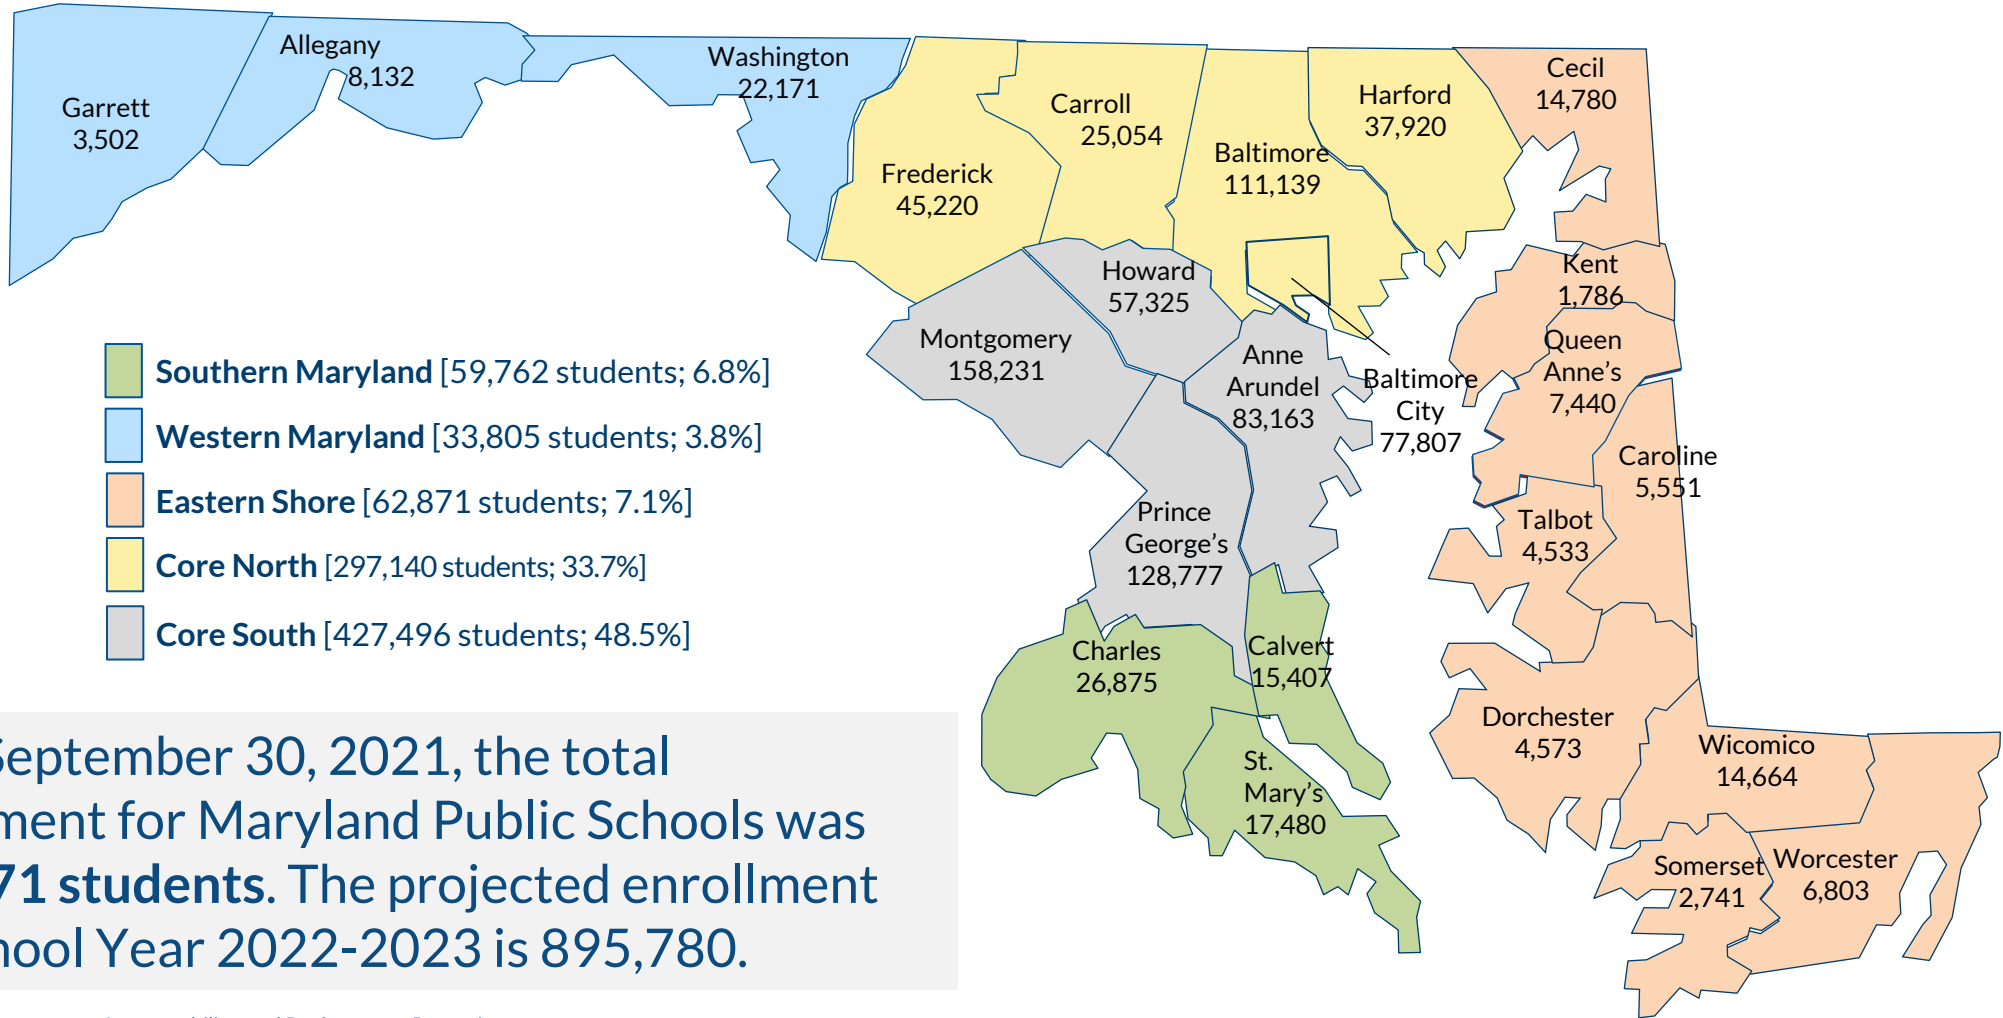 Garrett
3,502
Allegany
8,132
Washington
22,171
Frederick
45,220
Carroll
25,054
Baltimore
111,139
Harford
37,920
Cecil
14,780
Howard
57,325
Montgomery
158,231
Anne
Arundel
83,163
Baltimore
City
77,807
Kent
1,786
Queen
Anne's
7,440
Caroline
5,551
Talbot
4,533
Prince
George's
128,777
Charles
26,875
Calvert
15,407
St.
Mary's
17,480
Dorchester
4,573
Wicomico
14,664
Somerset
2,741
Worcester
6,803
Southern Maryland [59,762 students; 6.8%]
Western Maryland [33,805 students; 3.8%]
Eastern Shore [62,871 students; 7.1%]
Core North [297,140 students; 33.7%]
Core South [427,496 students; 48.5%]
September 30, 2021, the total
ment for Maryland Public Schools was
71 students. The projected enrollment
hool Year 2022-2023 is 895,780.